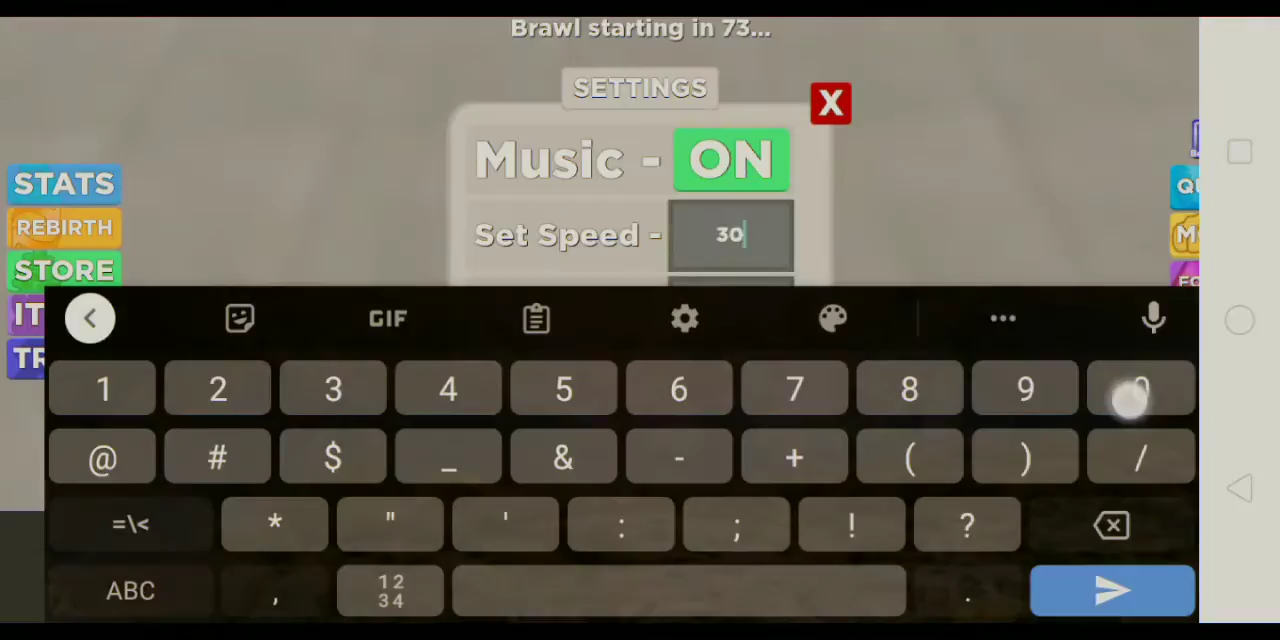 Brawl starting in 73...
SETTINGS
X
Music - ON
Set Speed - 30
STATS
REBIRTH
STORE
GIF
1 2 3 4 5 6 7 8 9
@ # $ _ & - + ( ) /
=\< * " ' : ; ! ?
ABC , 12 34 .